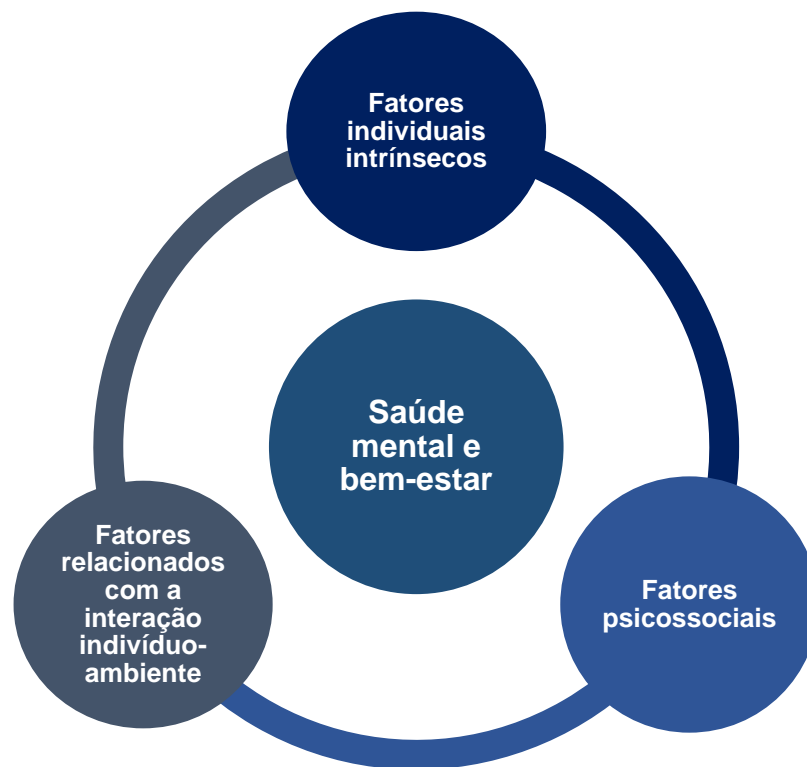 Fatores
individuais
intrínsecos
Saúde
mental e
bem-estar
Fatores
relacionados
com a
interação
indivíduo-
ambiente
Fatores
psicossociais